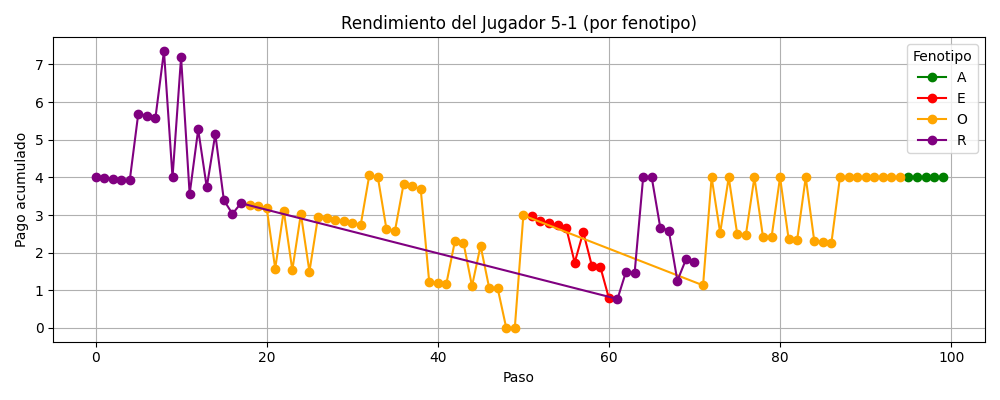 Rendimiento del Jugador 5-1 (por fenotipo)
Pago acumulado
7
6
5
4
3
2
1
0
0 20 40 60 80 100
Paso
Fenotipo
A
E
O
R